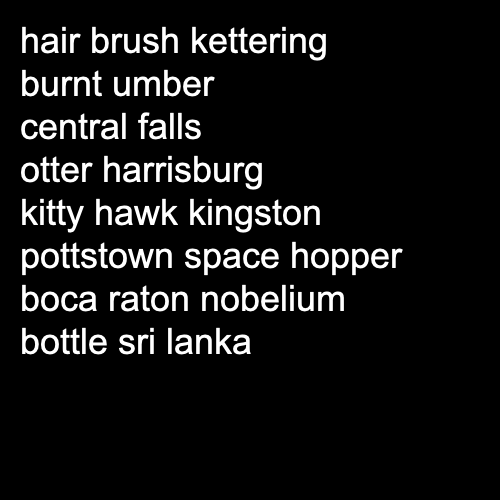 hair brush kettering
burnt umber
central falls
otter harrisburg
kitty hawk kingston
pottstown space hopper
boca raton nobelium
bottle sri lanka